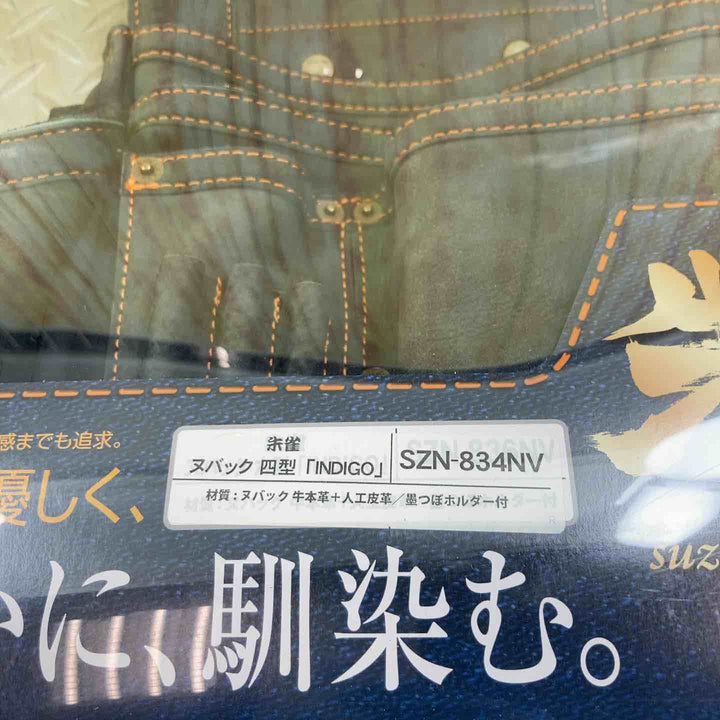 感までも追求。
優しく、
朱雀
ヌバック 四型「INDIGO」 SZN-834NV
材質：ヌバック 牛本革＋人工皮革／墨つぼホルダー付
に、馴染む。
suz